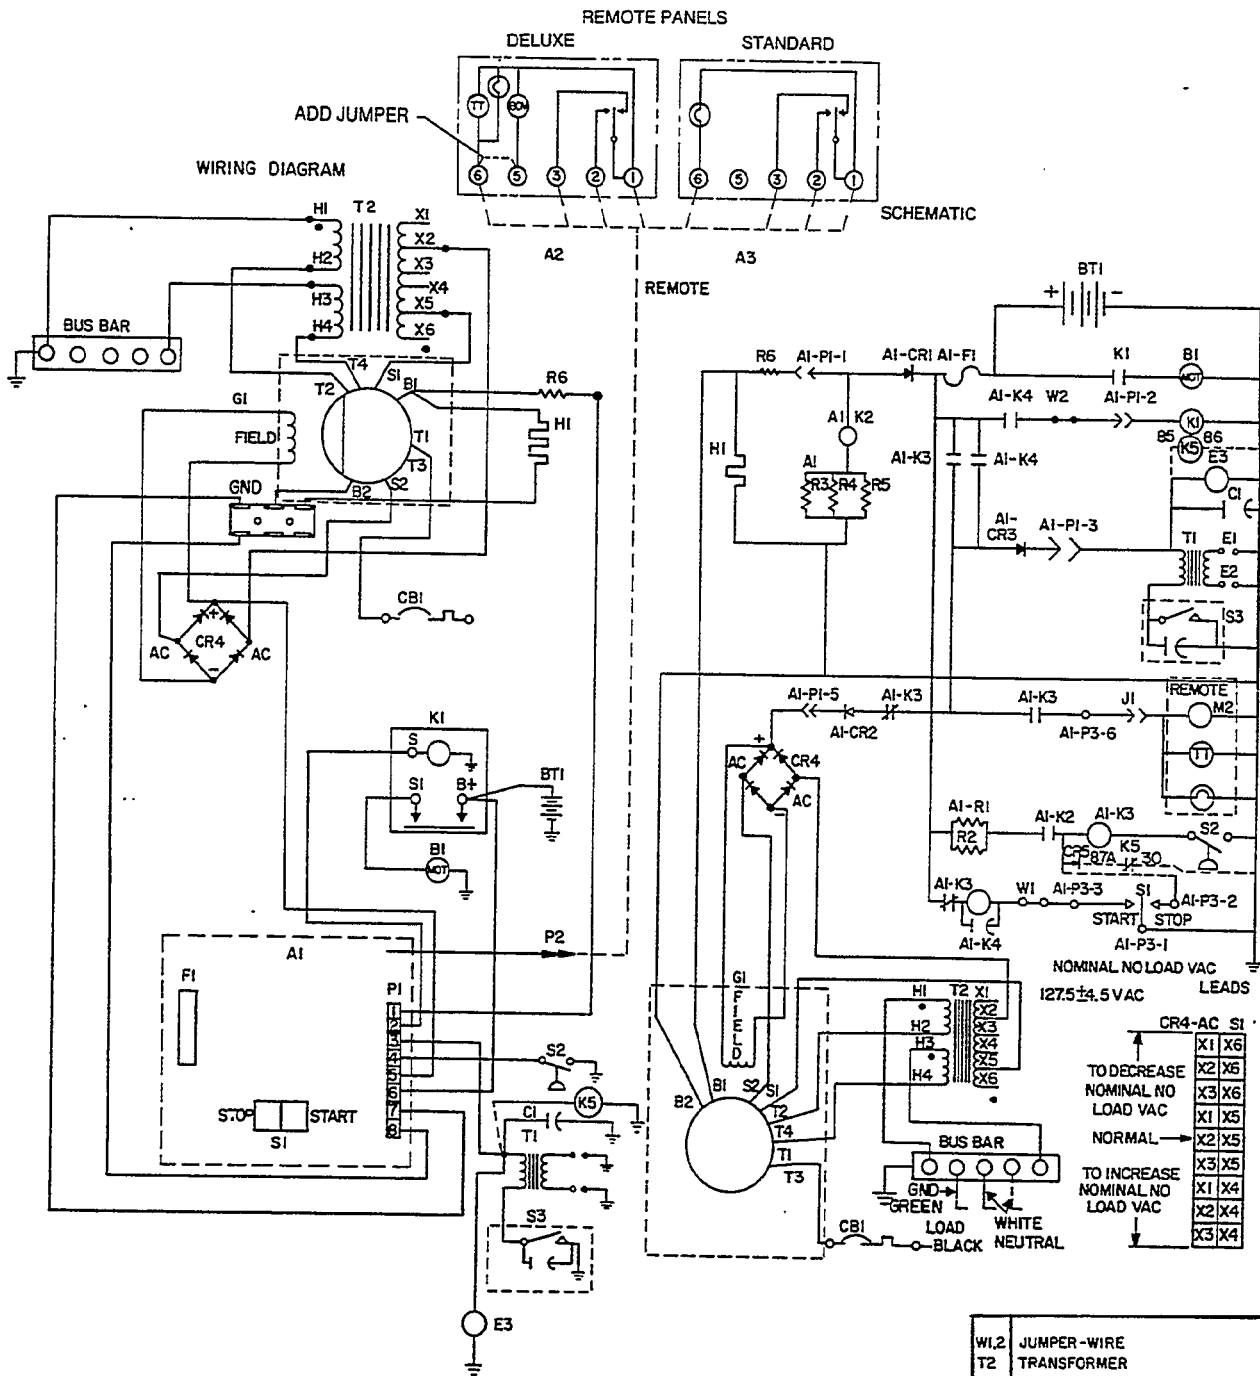 REMOTE PANELS
DELUXE
STANDARD
TT
BCM
ADD JUMPER
6 5 3 2 1
6 5 3 2 1
WIRING DIAGRAM
SCHEMATIC
A2
A3
REMOTE
H1
T2
X1
X2
H2
X3
H3
X4
X5
H4
X6
BUS BAR
T4
S1
T2
B1
R6
G1
FIELD
T1
H1
T3
B2
S2
GND
CB1
+
AC
CR4
AC
-
K1
S
S1
B+
BT1
B1
MOT
A1
P2
F1
P1
1
2
3
4
5
6
7
8
S2
STOP
START
S1
K5
C1
T1
S3
E3
BT1
+ -
R6
A1-P1-1
A1-CR1
A1-F1
K1
B1
MOT
A1-K4
W2
A1-P1-2
K1
A1 K2
H1
A1-K3
A1-K4
85
86
K5
E3
A1
R3 R4 R5
C1
A1-CR3
A1-P1-3
T1
E1
E2
S3
A1-P1-5
A1-K3
A1-CR2
A1-K3
A1-P3-6
J1
REMOTE
M2
TT
+
AC
CR4
AC
-
A1-R1
R2
A1-K2
A1-K3
S2
CR5
87A
K5
30
A1-K3
W1
A1-P3-3
S1
A1-P3-2
START
STOP
A1-K4
A1-P3-1
NOMINAL NO LOAD VAC
127.5±4.5 VAC
LEADS
G1
FIELD
H1
T2
X1
X2
H2
X3
H3
X4
X5
H4
X6
B2
B1
S2
S1
T2
T4
T1
T3
BUS BAR
GND
GREEN
LOAD
WHITE
NEUTRAL
CB1
BLACK
CR4-AC S1
X1 X6
X2 X6
X3 X6
X1 X5
X2 X5
X3 X5
X1 X4
X2 X4
X3 X4
TO DECREASE
NOMINAL NO
LOAD VAC
NORMAL
TO INCREASE
NOMINAL NO
LOAD VAC
W1,2 JUMPER-WIRE
T2 TRANSFORMER